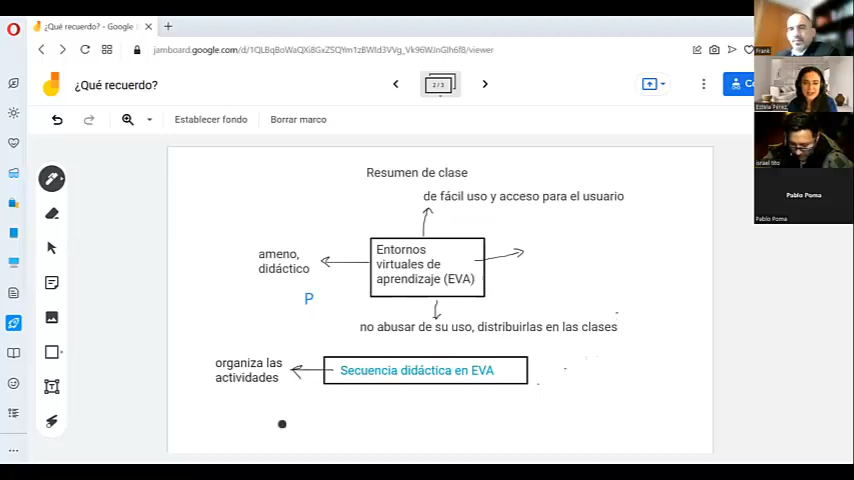 ¿Qué recuerdo? - Google
jamboard.google.com/d/1QLBqBoWaQXi8GxZSQYm1zBWId3VVg_Vk96WJnGlh6f8/viewer
¿Qué recuerdo?
2/3
Establecer fondo
Borrar marco
Resumen de clase
de fácil uso y acceso para el usuario
Entornos
virtuales de
aprendizaje (EVA)
ameno,
didáctico
P
no abusar de su uso, distribuirlas en las clases
organiza las
actividades
Secuencia didáctica en EVA
Frank
Estela Pérez
israel tito
Pablo Poma
Pablo Poma